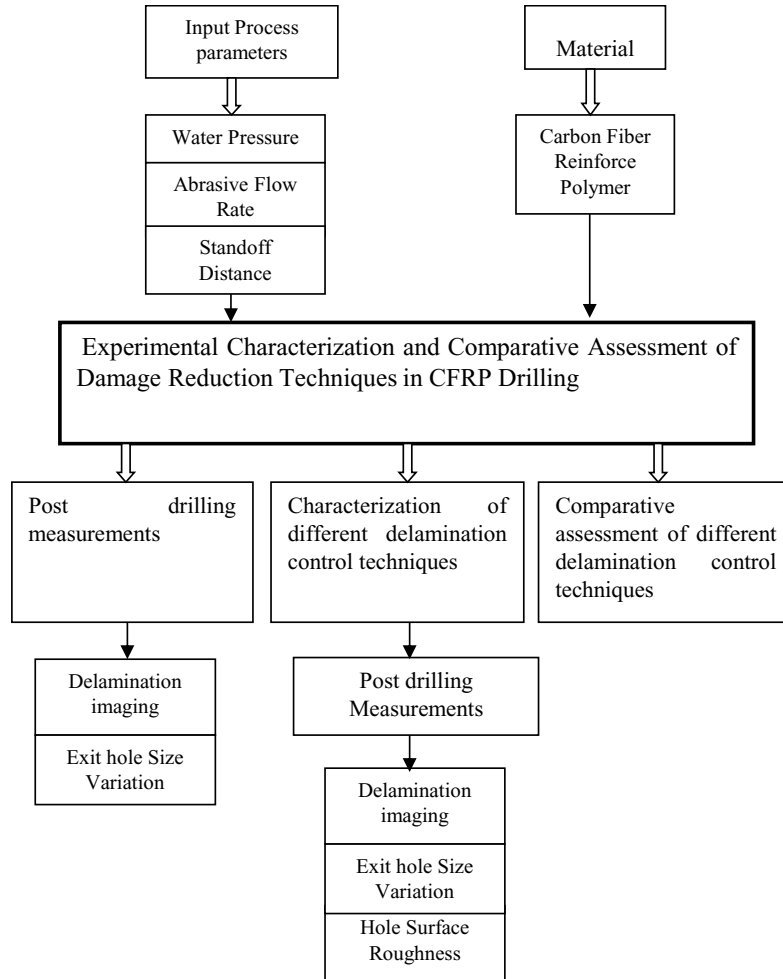 Input Process
parameters
Material
Water Pressure
Abrasive Flow
Rate
Standoff
Distance
Carbon Fiber
Reinforce
Polymer
Experimental Characterization and Comparative Assessment of
Damage Reduction Techniques in CFRP Drilling
Post drilling
measurements
Characterization of
different delamination
control techniques
Comparative
assessment of different
delamination control
techniques
Delamination
imaging
Exit hole Size
Variation
Post drilling
Measurements
Delamination
imaging
Exit hole Size
Variation
Hole Surface
Roughness